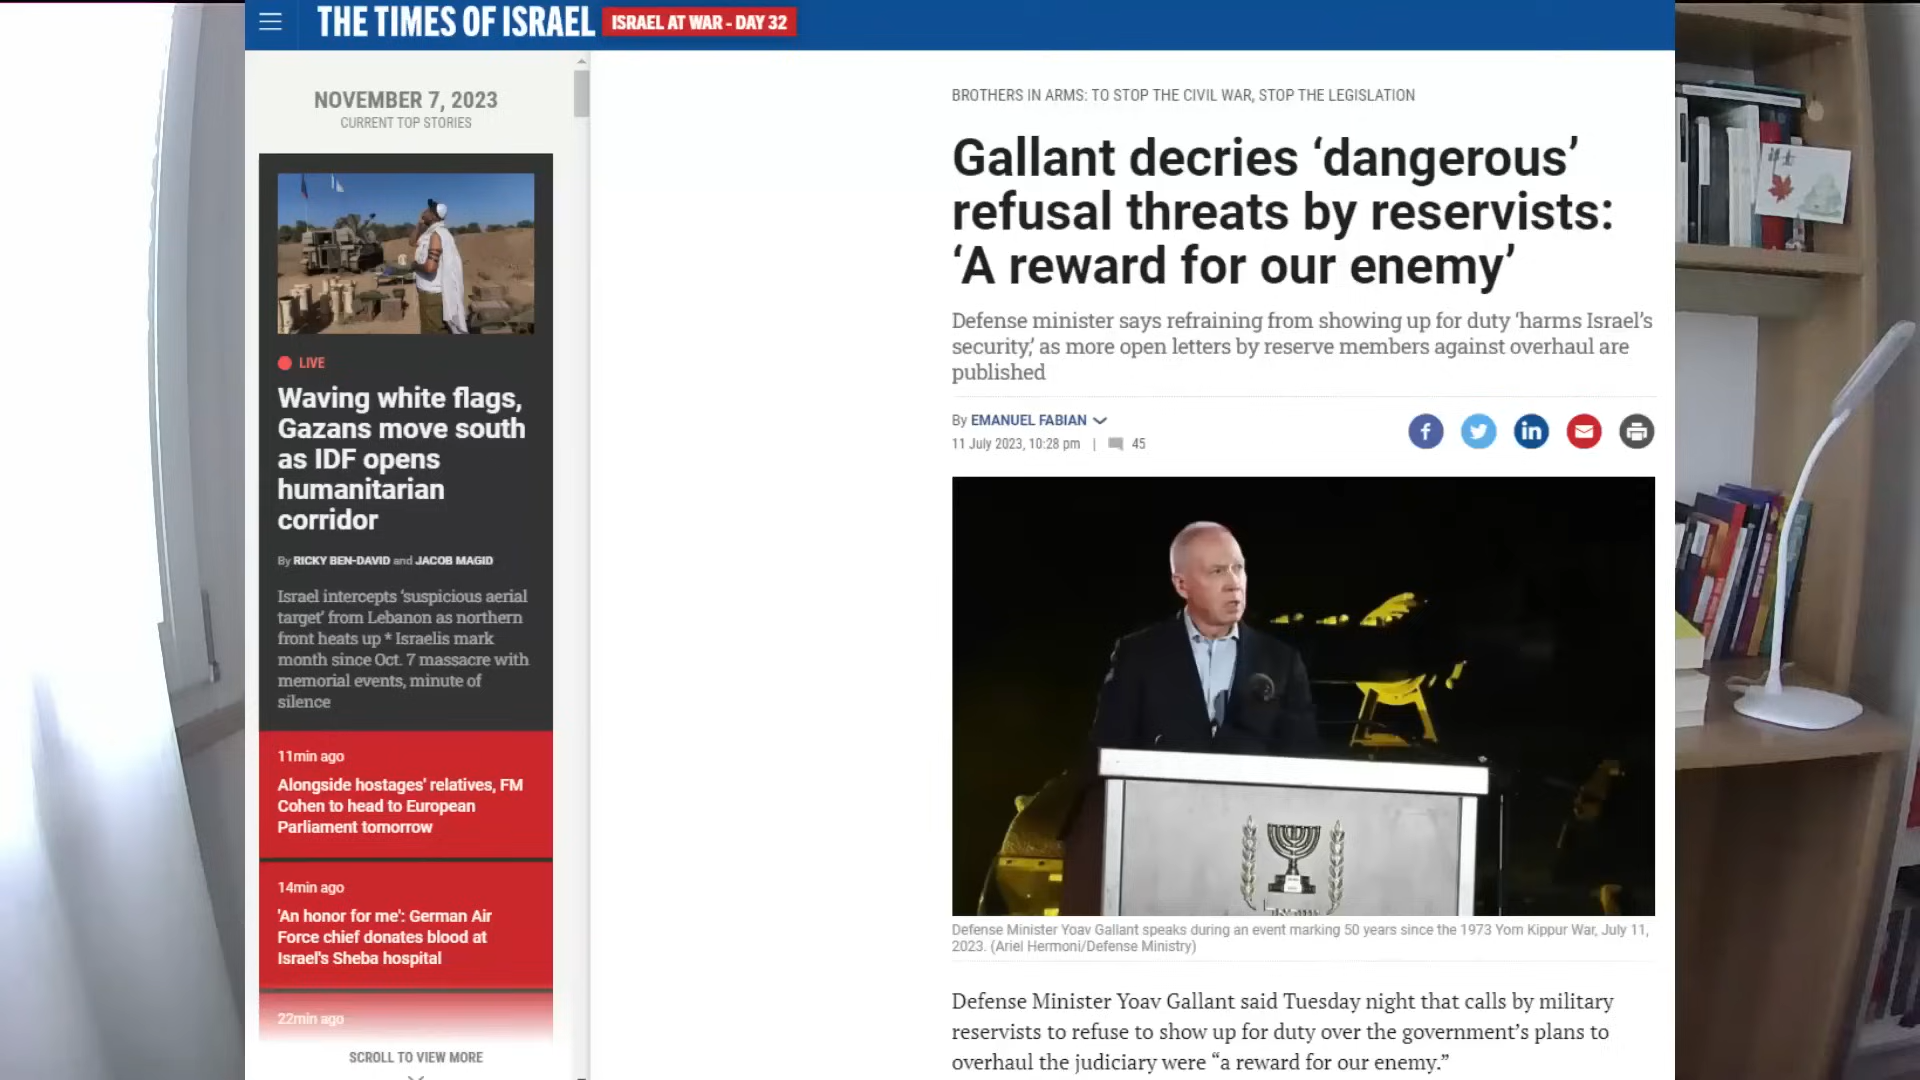 THE TIMES OF ISRAEL
ISRAEL AT WAR - DAY 32
NOVEMBER 7, 2023
CURRENT TOP STORIES
LIVE
Waving white flags,
Gazans move south
as IDF opens
humanitarian
corridor
By RICKY BEN-DAVID and JACOB MAGID
Israel intercepts ‘suspicious aerial
target’ from Lebanon as northern
front heats up * Israelis mark
month since Oct. 7 massacre with
memorial events, minute of
silence
11min ago
Alongside hostages’ relatives, FM
Cohen to head to European
Parliament tomorrow
14min ago
'An honor for me': German Air
Force chief donates blood at
Israel's Sheba hospital
22min ago
SCROLL TO VIEW MORE
BROTHERS IN ARMS: TO STOP THE CIVIL WAR, STOP THE LEGISLATION
Gallant decries ‘dangerous’
refusal threats by reservists:
‘A reward for our enemy’
Defense minister says refraining from showing up for duty ‘harms Israel’s
security,’ as more open letters by reserve members against overhaul are
published
By EMANUEL FABIAN
11 July 2023, 10:28 pm | 45
Defense Minister Yoav Gallant speaks during an event marking 50 years since the 1973 Yom Kippur War, July 11,
2023. (Ariel Hermoni/Defense Ministry)
Defense Minister Yoav Gallant said Tuesday night that calls by military
reservists to refuse to show up for duty over the government’s plans to
overhaul the judiciary were “a reward for our enemy.”